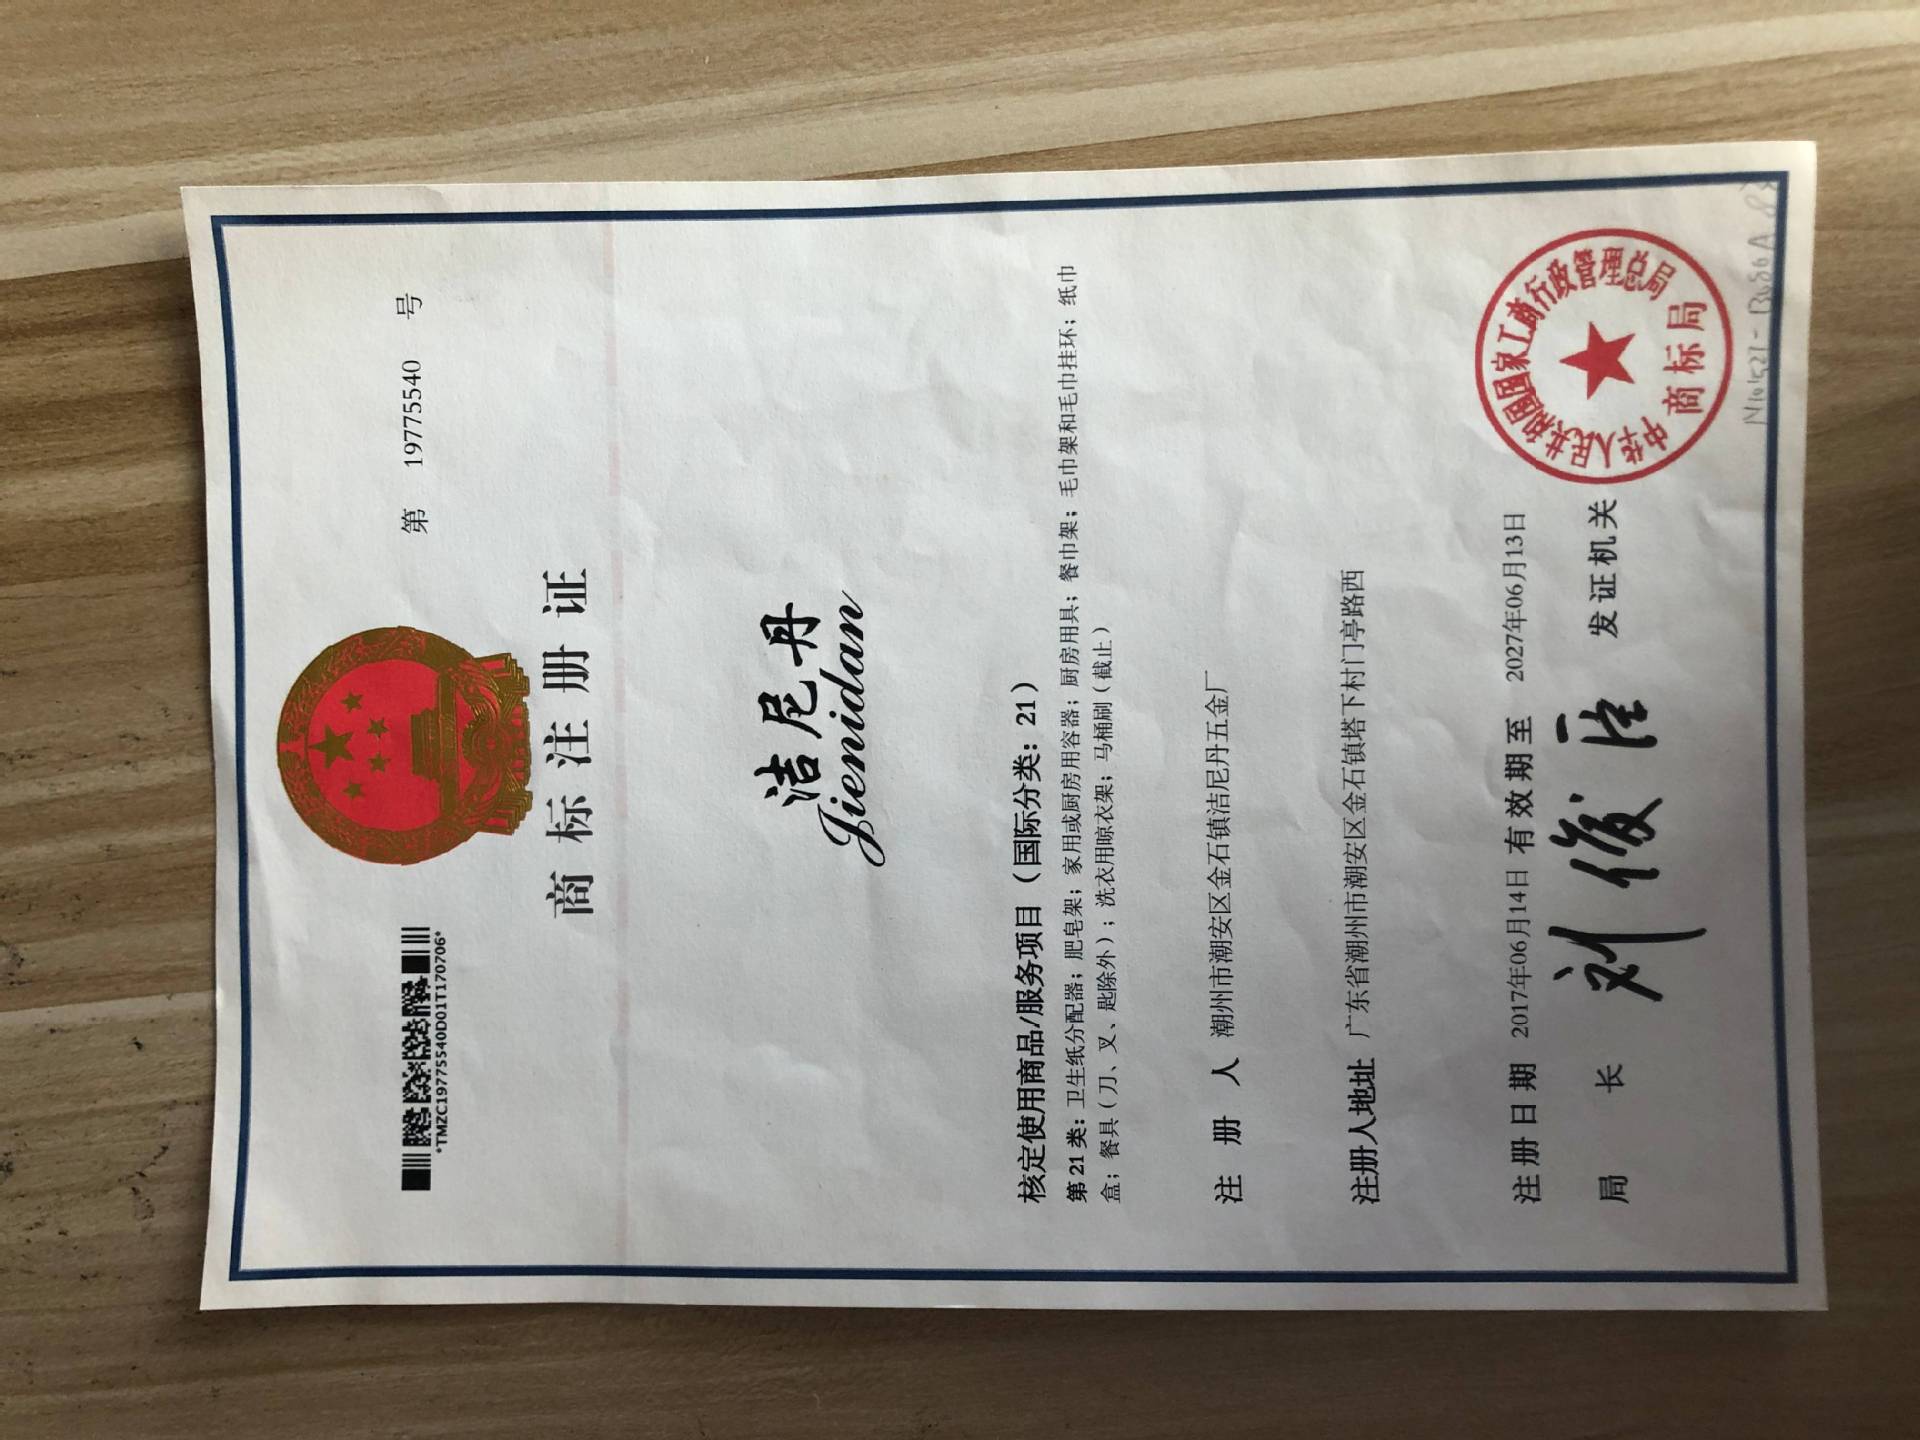 *TMZC19775540D01T170706*
第 19775540 号
商标注册证
洁尼丹
Jienidan
核定使用商品/服务项目（国际分类：21）
第21类：卫生纸分配器；肥皂架；家用或厨房用容器；厨房用具；餐巾架；毛巾架和毛巾挂环；纸巾
盒；餐具（刀、叉、匙除外）；洗衣用晾衣架；马桶刷（截止）
注册人 潮州市潮安区金石镇洁尼丹五金厂
注册人地址 广东省潮州市潮安区金石镇塔下村门亭路西
注册日期 2017年06月14日 有效期至 2027年06月13日
局长 刘俊臣 发证机关
中华人民共和国国家工商行政管理总局
商标局